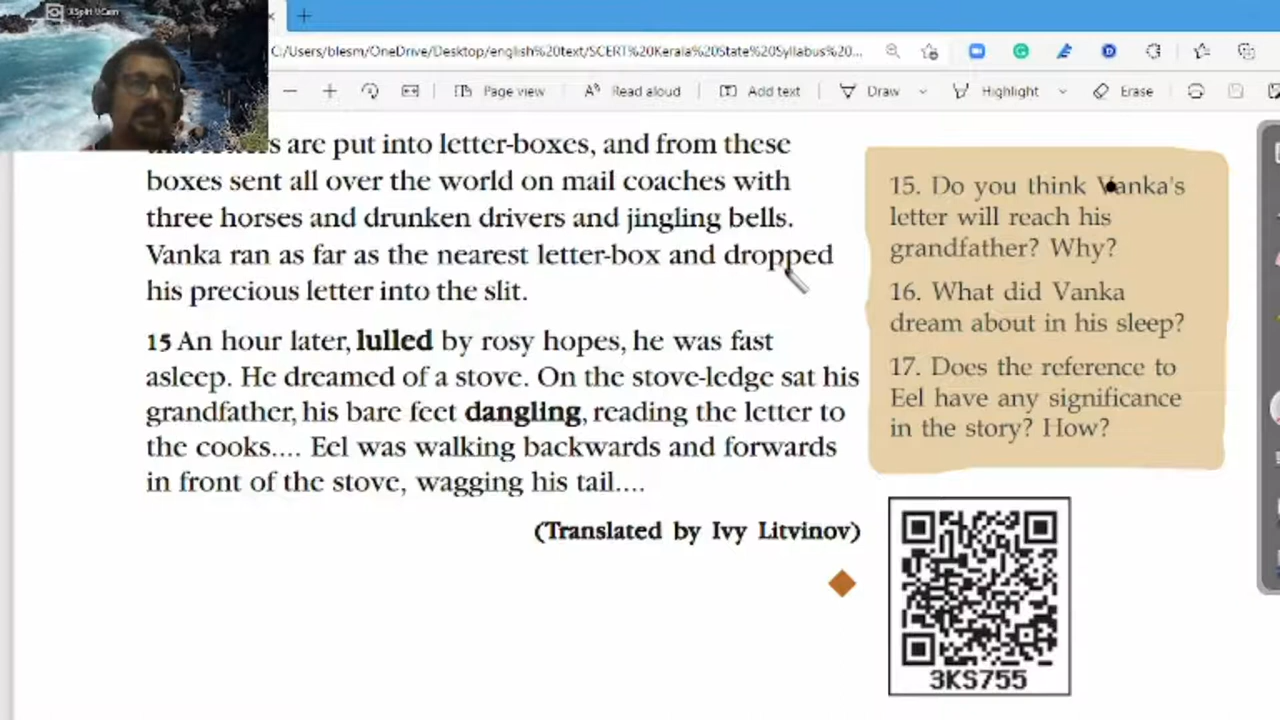 XSplit VCam
C:/Users/blesm/OneDrive/Desktop/english%20text/SCERT%20Kerala%20State%20Syllabus%20...
Page view
Read aloud
Add text
Draw
Highlight
Erase
are put into letter-boxes, and from these
boxes sent all over the world on mail coaches with
three horses and drunken drivers and jingling bells.
Vanka ran as far as the nearest letter-box and dropped
his precious letter into the slit.
15 An hour later, lulled by rosy hopes, he was fast
asleep. He dreamed of a stove. On the stove-ledge sat his
grandfather, his bare feet dangling, reading the letter to
the cooks.... Eel was walking backwards and forwards
in front of the stove, wagging his tail....
(Translated by Ivy Litvinov)
15. Do you think Vanka's
letter will reach his
grandfather? Why?
16. What did Vanka
dream about in his sleep?
17. Does the reference to
Eel have any significance
in the story? How?
3KS755